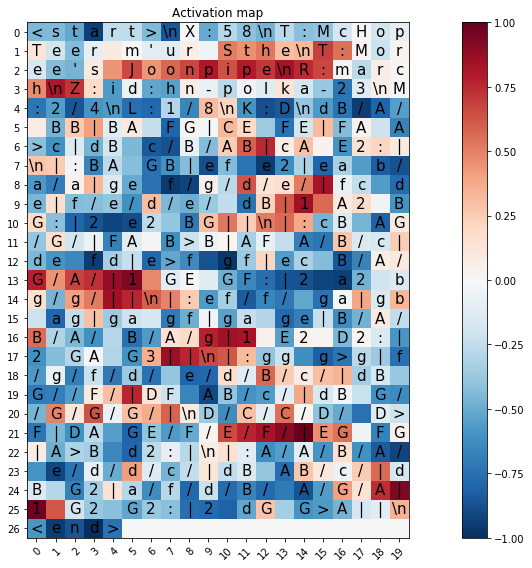 Activation map
0 < s t a r t > \n X : 5 8 \n T : M c H o p
1 T e e r m ' u r S t h e \n T : M o r
2 e e ' s J o o n p i p e \n R : m a r c
3 h \n Z : i d : h n - p o l k a - 2 3 \n M
4 : 2 / 4 \n L : 1 / 8 \n K : D \n d B / A /
5 B B | B A F G | C E F E | F A A
6 > c | d B c / B / A B | c A E 2 : |
7 \n | : B A G B | e f e 2 | e a b /
8 a / a | g e f / g / d / e / | f c d
9 e | f / e / d / e / d B | 1 A 2 B
10 G : | 2 e 2 B G | | \n | : c B A G
11 / G / | F A B > B | A F A / B / c |
12 d e f d | e > f g f | e c B / A /
13 G / A / | 1 G E G F : | 2 a 2 b
14 g / g / | | \n | : e f / f / g a | g b
15 a g | g a g f | g a g e | B / A /
16 B / A / B / A / g | 1 E 2 D 2 : |
17 2 G A G 3 | | \n | : g g g > g | f
18 / g / f / d / e / d / B / c / | d B
19 G / / F / | D F A B / c / | d B G /
20 / G / G / G / | \n D / C / C / D / D >
21 F | D A G E / F / E / F / | E G F G
22 | A > B d 2 : | \n | : A / A / B / A /
23 e / d / d / c / | d B A B / c / | d
24 B G 2 | a / f / d / B / A / G / A |
25 1 G 2 G 2 : | 2 d G G > A | | \n
26 < e n d >
0 1 2 3 4 5 6 7 8 9 10 11 12 13 14 15 16 17 18 19
1.00
0.75
0.50
0.25
0.00
−0.25
−0.50
−0.75
−1.00